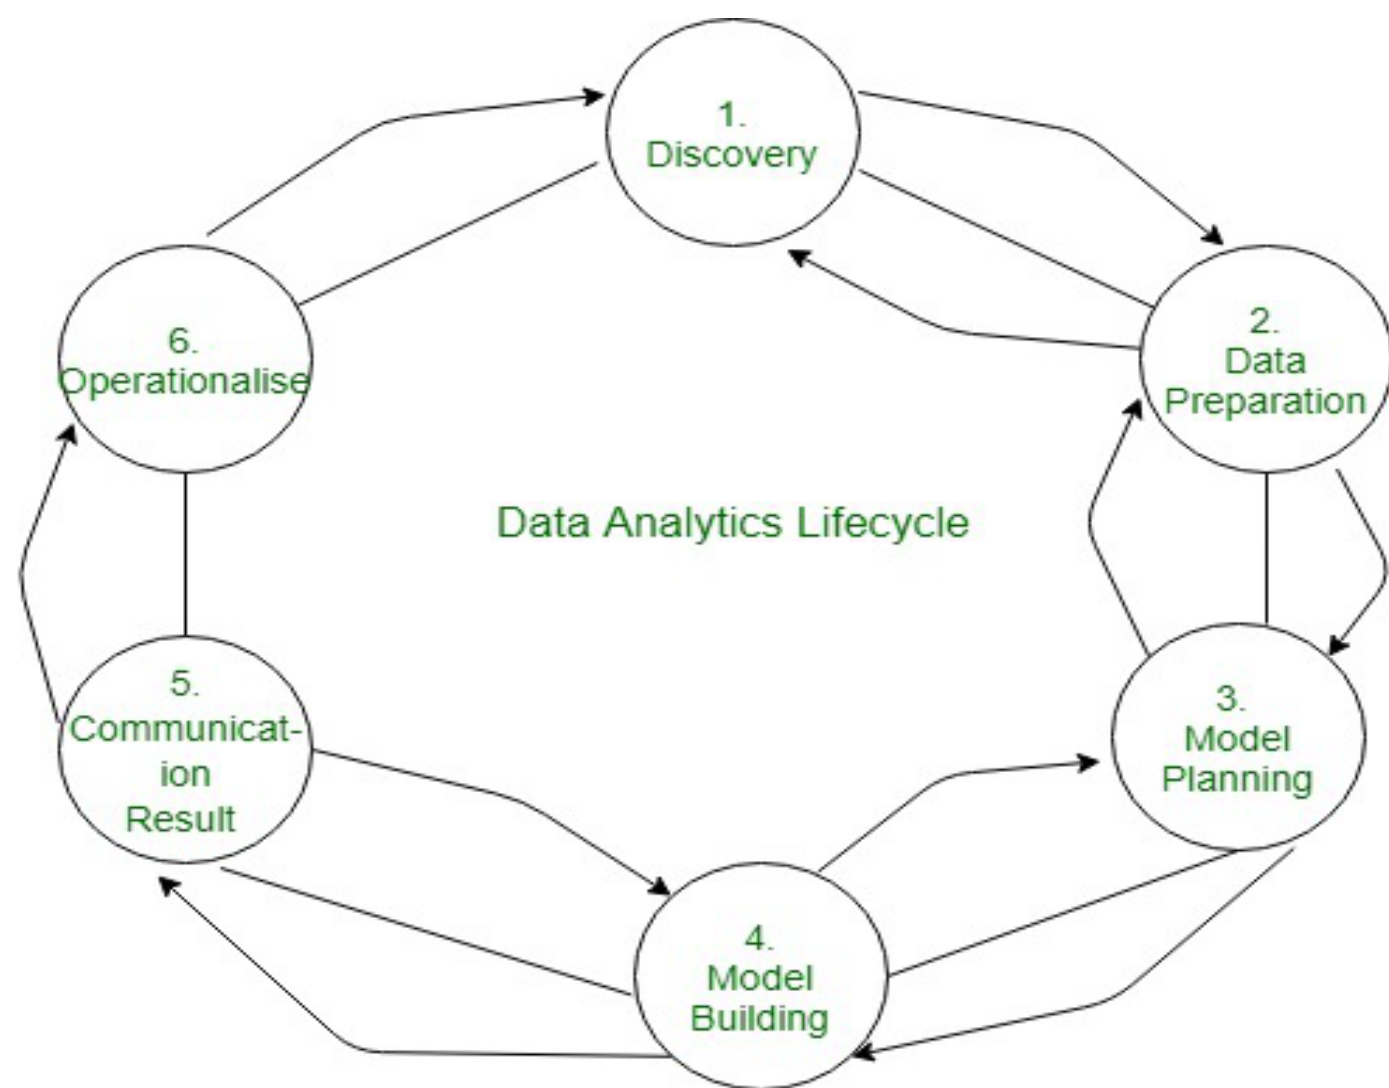 1.
Discovery
2.
Data
Preparation
3.
Model
Planning
4.
Model
Building
5.
Communicat-
ion
Result
6.
Operationalise
Data Analytics Lifecycle